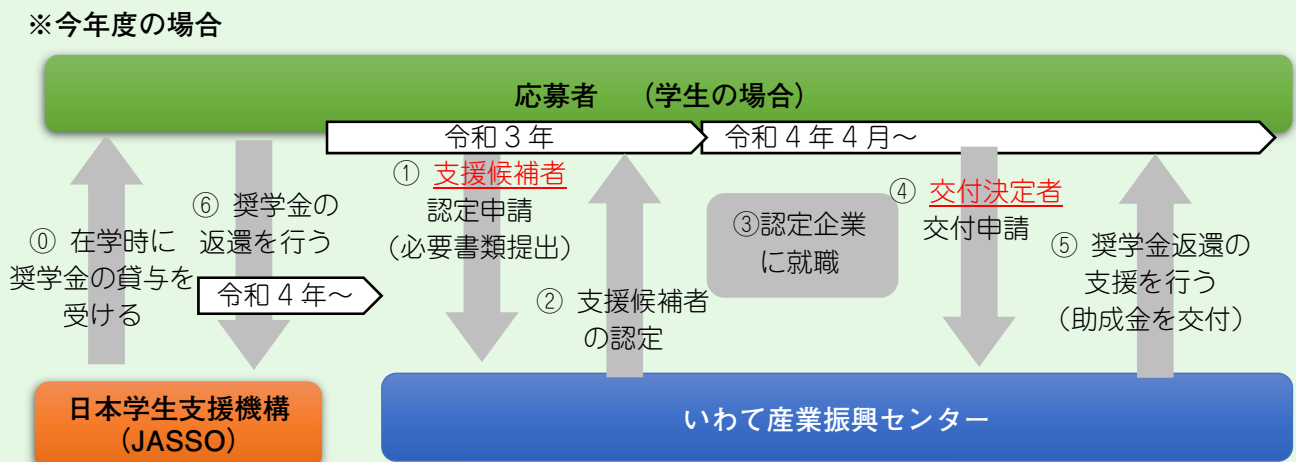 ※今年度の場合
応募者　（学生の場合）
令和３年
令和４年４月～
⓪ 在学時に
奨学金の貸与を
受ける
⑥ 奨学金の
返還を行う
令和４年～
① 支援候補者
認定申請
（必要書類提出）
② 支援候補者
の認定
③認定企業
に就職
④ 交付決定者
交付申請
⑤ 奨学金返還の
支援を行う
（助成金を交付）
日本学生支援機構
（JASSO）
いわて産業振興センター